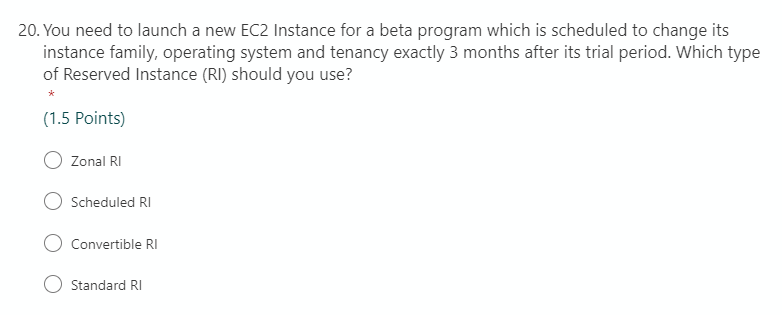 20. You need to launch a new EC2 Instance for a beta program which is scheduled to change its
instance family, operating system and tenancy exactly 3 months after its trial period. Which type
of Reserved Instance (RI) should you use?
*
(1.5 Points)
Zonal RI
Scheduled RI
Convertible RI
Standard RI